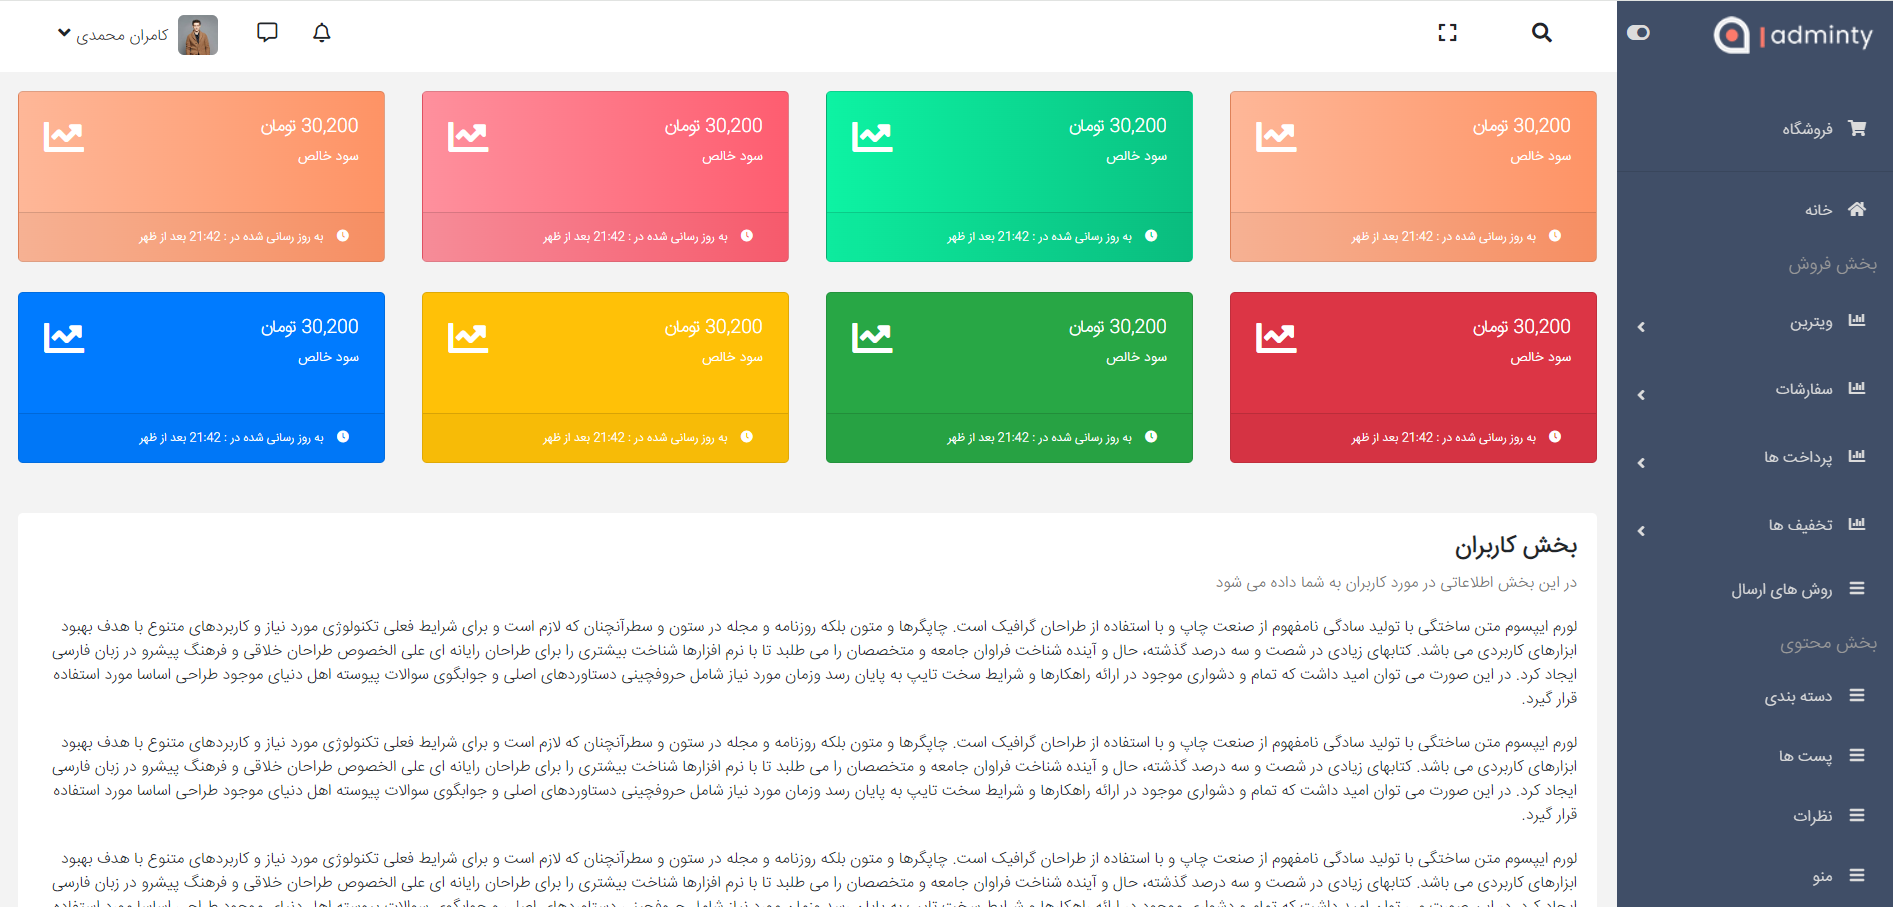 adminty
کامران محمدی
فروشگاه
خانه
بخش فروش
ویترین
سفارشات
پرداخت ها
تخفیف ها
روش های ارسال
بخش محتوی
دسته بندی
پست ها
نظرات
منو
30,200 تومان
سود خالص
به روز رسانی شده در : 21:42 بعد از ظهر
30,200 تومان
سود خالص
به روز رسانی شده در : 21:42 بعد از ظهر
30,200 تومان
سود خالص
به روز رسانی شده در : 21:42 بعد از ظهر
30,200 تومان
سود خالص
به روز رسانی شده در : 21:42 بعد از ظهر
30,200 تومان
سود خالص
به روز رسانی شده در : 21:42 بعد از ظهر
30,200 تومان
سود خالص
به روز رسانی شده در : 21:42 بعد از ظهر
30,200 تومان
سود خالص
به روز رسانی شده در : 21:42 بعد از ظهر
30,200 تومان
سود خالص
به روز رسانی شده در : 21:42 بعد از ظهر
بخش کاربران
در این بخش اطلاعاتی در مورد کاربران به شما داده می شود
لورم ایپسوم متن ساختگی با تولید سادگی نامفهوم از صنعت چاپ و با استفاده از طراحان گرافیک است. چاپگرها و متون بلکه روزنامه و مجله در ستون و سطرآنچنان که لازم است و برای شرایط فعلی تکنولوژی مورد نیاز و کاربردهای متنوع با هدف بهبود
ابزارهای کاربردی می باشد. کتابهای زیادی در شصت و سه درصد گذشته، حال و آینده شناخت فراوان جامعه و متخصصان را می طلبد تا با نرم افزارها شناخت بیشتری را برای طراحان رایانه ای علی الخصوص طراحان خلاقی و فرهنگ پیشرو در زبان فارسی
ایجاد کرد. در این صورت می توان امید داشت که تمام و دشواری موجود در ارائه راهکارها و شرایط سخت تایپ به پایان رسد وزمان مورد نیاز شامل حروفچینی دستاوردهای اصلی و جوابگوی سوالات پیوسته اهل دنیای موجود طراحی اساسا مورد استفاده
قرار گیرد.
لورم ایپسوم متن ساختگی با تولید سادگی نامفهوم از صنعت چاپ و با استفاده از طراحان گرافیک است. چاپگرها و متون بلکه روزنامه و مجله در ستون و سطرآنچنان که لازم است و برای شرایط فعلی تکنولوژی مورد نیاز و کاربردهای متنوع با هدف بهبود
ابزارهای کاربردی می باشد. کتابهای زیادی در شصت و سه درصد گذشته، حال و آینده شناخت فراوان جامعه و متخصصان را می طلبد تا با نرم افزارها شناخت بیشتری را برای طراحان رایانه ای علی الخصوص طراحان خلاقی و فرهنگ پیشرو در زبان فارسی
ایجاد کرد. در این صورت می توان امید داشت که تمام و دشواری موجود در ارائه راهکارها و شرایط سخت تایپ به پایان رسد وزمان مورد نیاز شامل حروفچینی دستاوردهای اصلی و جوابگوی سوالات پیوسته اهل دنیای موجود طراحی اساسا مورد استفاده
قرار گیرد.
لورم ایپسوم متن ساختگی با تولید سادگی نامفهوم از صنعت چاپ و با استفاده از طراحان گرافیک است. چاپگرها و متون بلکه روزنامه و مجله در ستون و سطرآنچنان که لازم است و برای شرایط فعلی تکنولوژی مورد نیاز و کاربردهای متنوع با هدف بهبود
ابزارهای کاربردی می باشد. کتابهای زیادی در شصت و سه درصد گذشته، حال و آینده شناخت فراوان جامعه و متخصصان را می طلبد تا با نرم افزارها شناخت بیشتری را برای طراحان رایانه ای علی الخصوص طراحان خلاقی و فرهنگ پیشرو در زبان فارسی